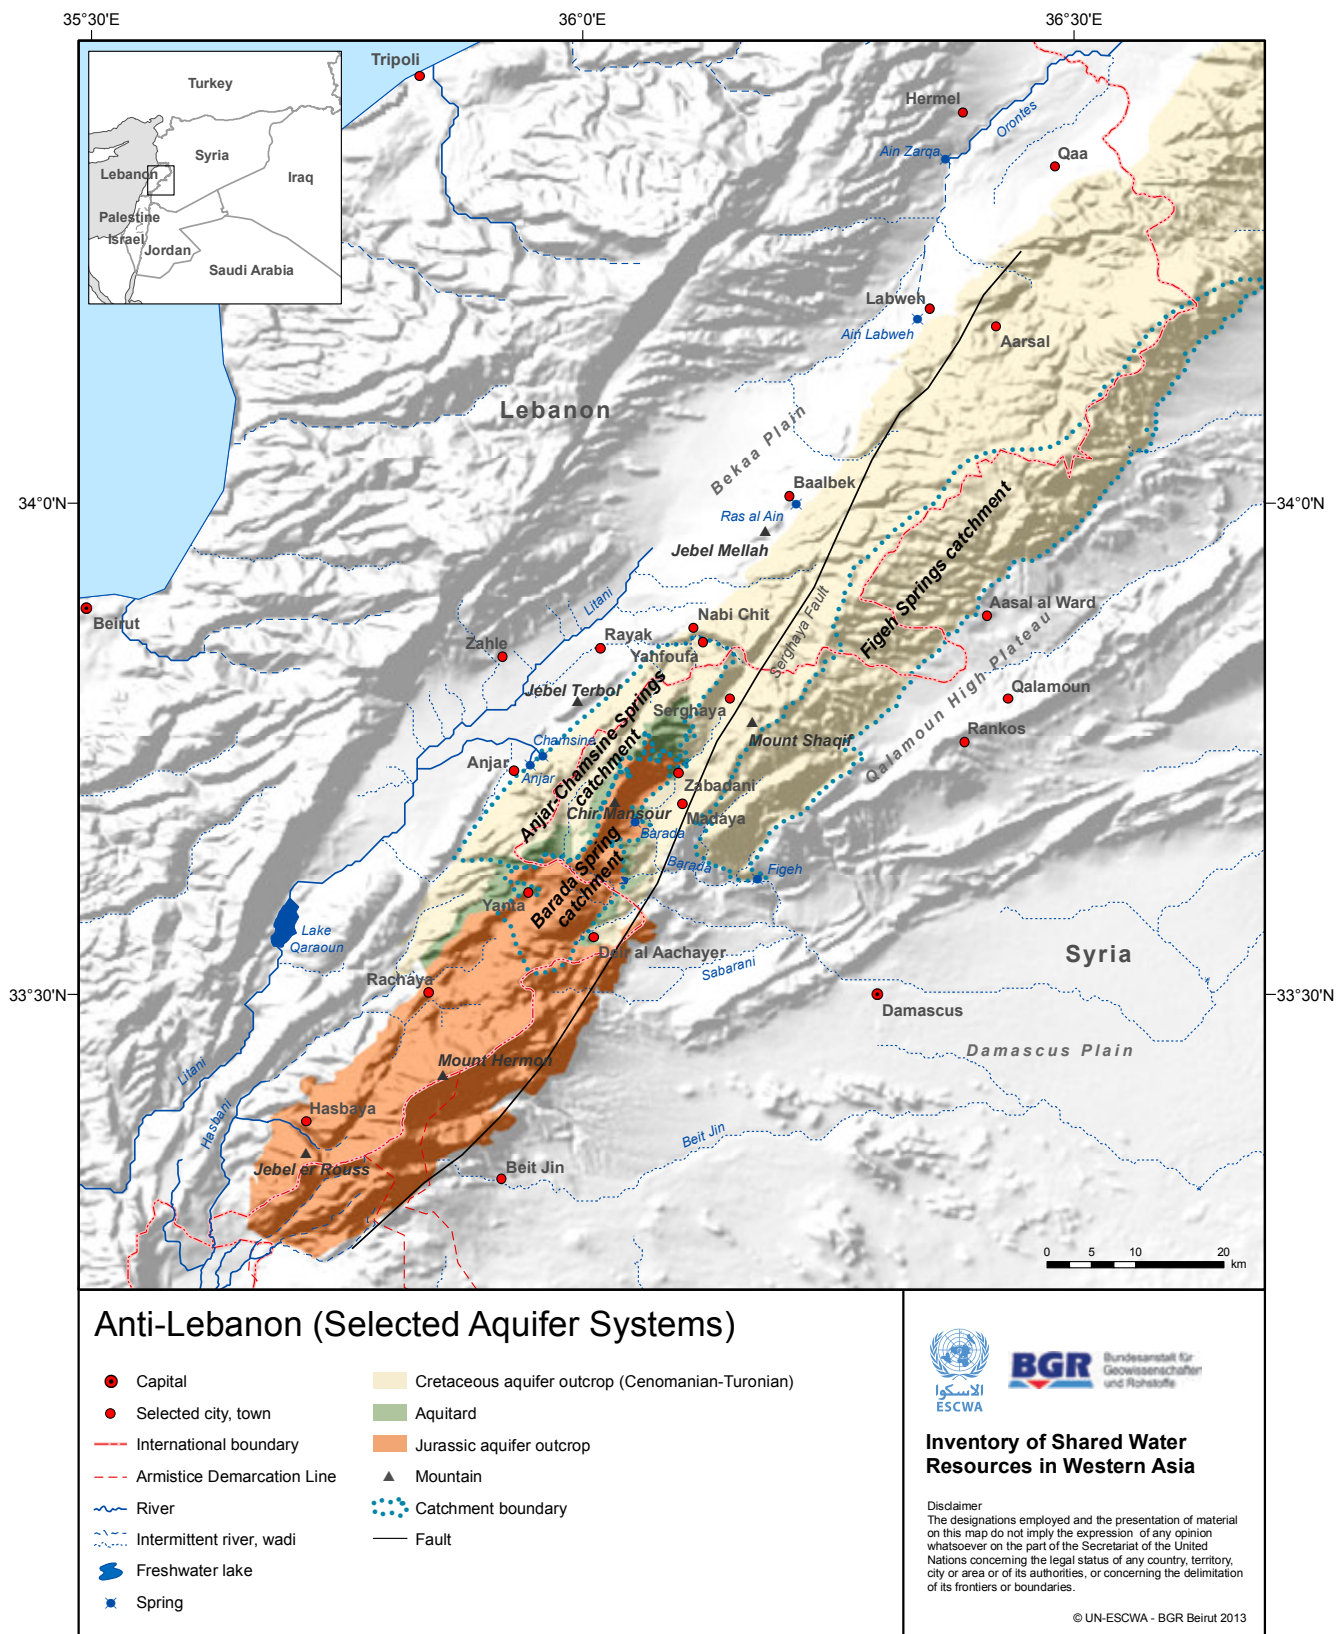 35°30'E
36°0'E
36°30'E
Tripoli
Turkey
Syria
Lebanon
Iraq
Palestine
Israel
Jordan
Saudi Arabia
Hermel
Orontes
Ain Zarqa
Qaa
Labweh
Ain Labweh
Aarsal
Lebanon
Bekaa Plain
34°0'N
34°0'N
Baalbek
Ras al Ain
Jebel Mellah
Figeh Springs catchment
Beirut
Litani
Nabi Chit
Serghaya Fault
Aasal al Ward
Zahle
Rayak
Yahfoufa
Qalamoun High Plateau
Jebel Terbol
Serghaya
Qalamoun
Anjar-Chamsine Springs
catchment
Mount Shaqif
Rankos
Chamsine
Anjar
Anjar
Zabadani
Chir Mansour
Madaya
Barada
Barada
Figeh
Barada Spring
catchment
Yanta
Lake
Qaraoun
Deir al Aachayer
Sabarani
Syria
Rachaya
33°30'N
33°30'N
Damascus
Damascus Plain
Mount Hermon
Litani
Hasbani
Hasbaya
Beit Jin
Jebel er Rouss
Beit Jin
0 5 10 20
km
Anti-Lebanon (Selected Aquifer Systems)
Capital
Selected city, town
International boundary
Armistice Demarcation Line
River
Intermittent river, wadi
Freshwater lake
Spring
Cretaceous aquifer outcrop (Cenomanian-Turonian)
Aquitard
Jurassic aquifer outcrop
Mountain
Catchment boundary
Fault
الاسكوا
ESCWA
BGR
Bundesanstalt für
Geowissenschaften
und Rohstoffe
Inventory of Shared Water
Resources in Western Asia
Disclaimer
The designations employed and the presentation of material
on this map do not imply the expression of any opinion
whatsoever on the part of the Secretariat of the United
Nations concerning the legal status of any country, territory,
city or area or of its authorities, or concerning the delimitation
of its frontiers or boundaries.
© UN-ESCWA - BGR Beirut 2013